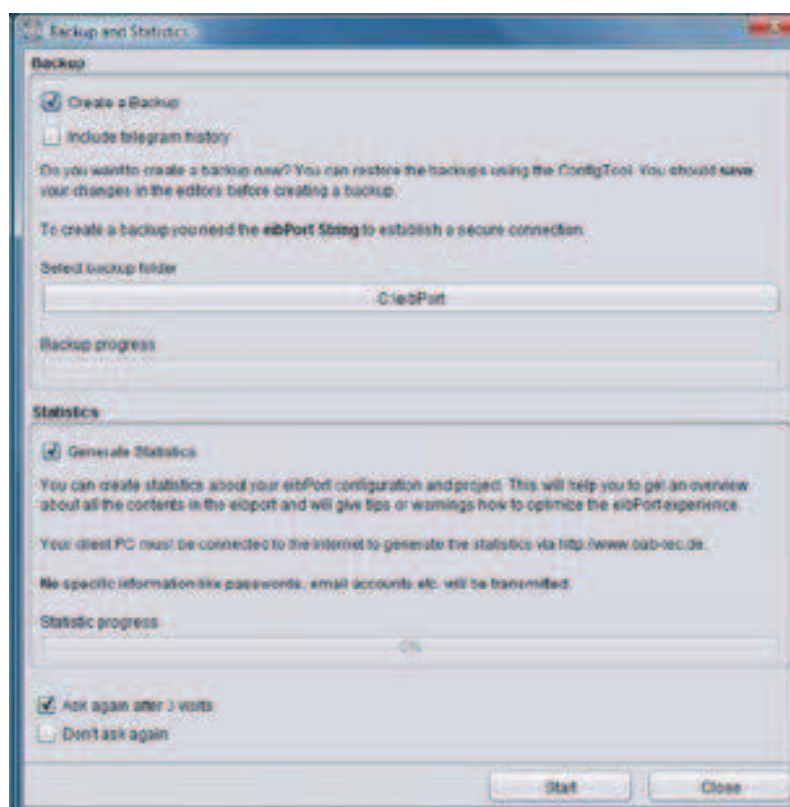 Backup and Statistics
Backup
Create a Backup
Include telegram history
Do you want to create a backup now? You can restore the backups using the ConfigTool. You should save
your changes in the editors before creating a backup.
To create a backup you need the eibPort String to establish a secure connection.
Select backup folder
C:\eibPort
Backup progress
Statistics
Generate Statistics
You can create statistics about your eibPort configuration and project. This will help you to get an overview
about all the contents in the eibport and will give tips or warnings how to optimize the eibPort experience.
Your client PC must be connected to the internet to generate the statistics via http://www.bab-tec.de.
No specific information like passwords, email accounts etc. will be transmitted.
Statistic progress
0%
Ask again after 3 visits
Don't ask again
Start
Close